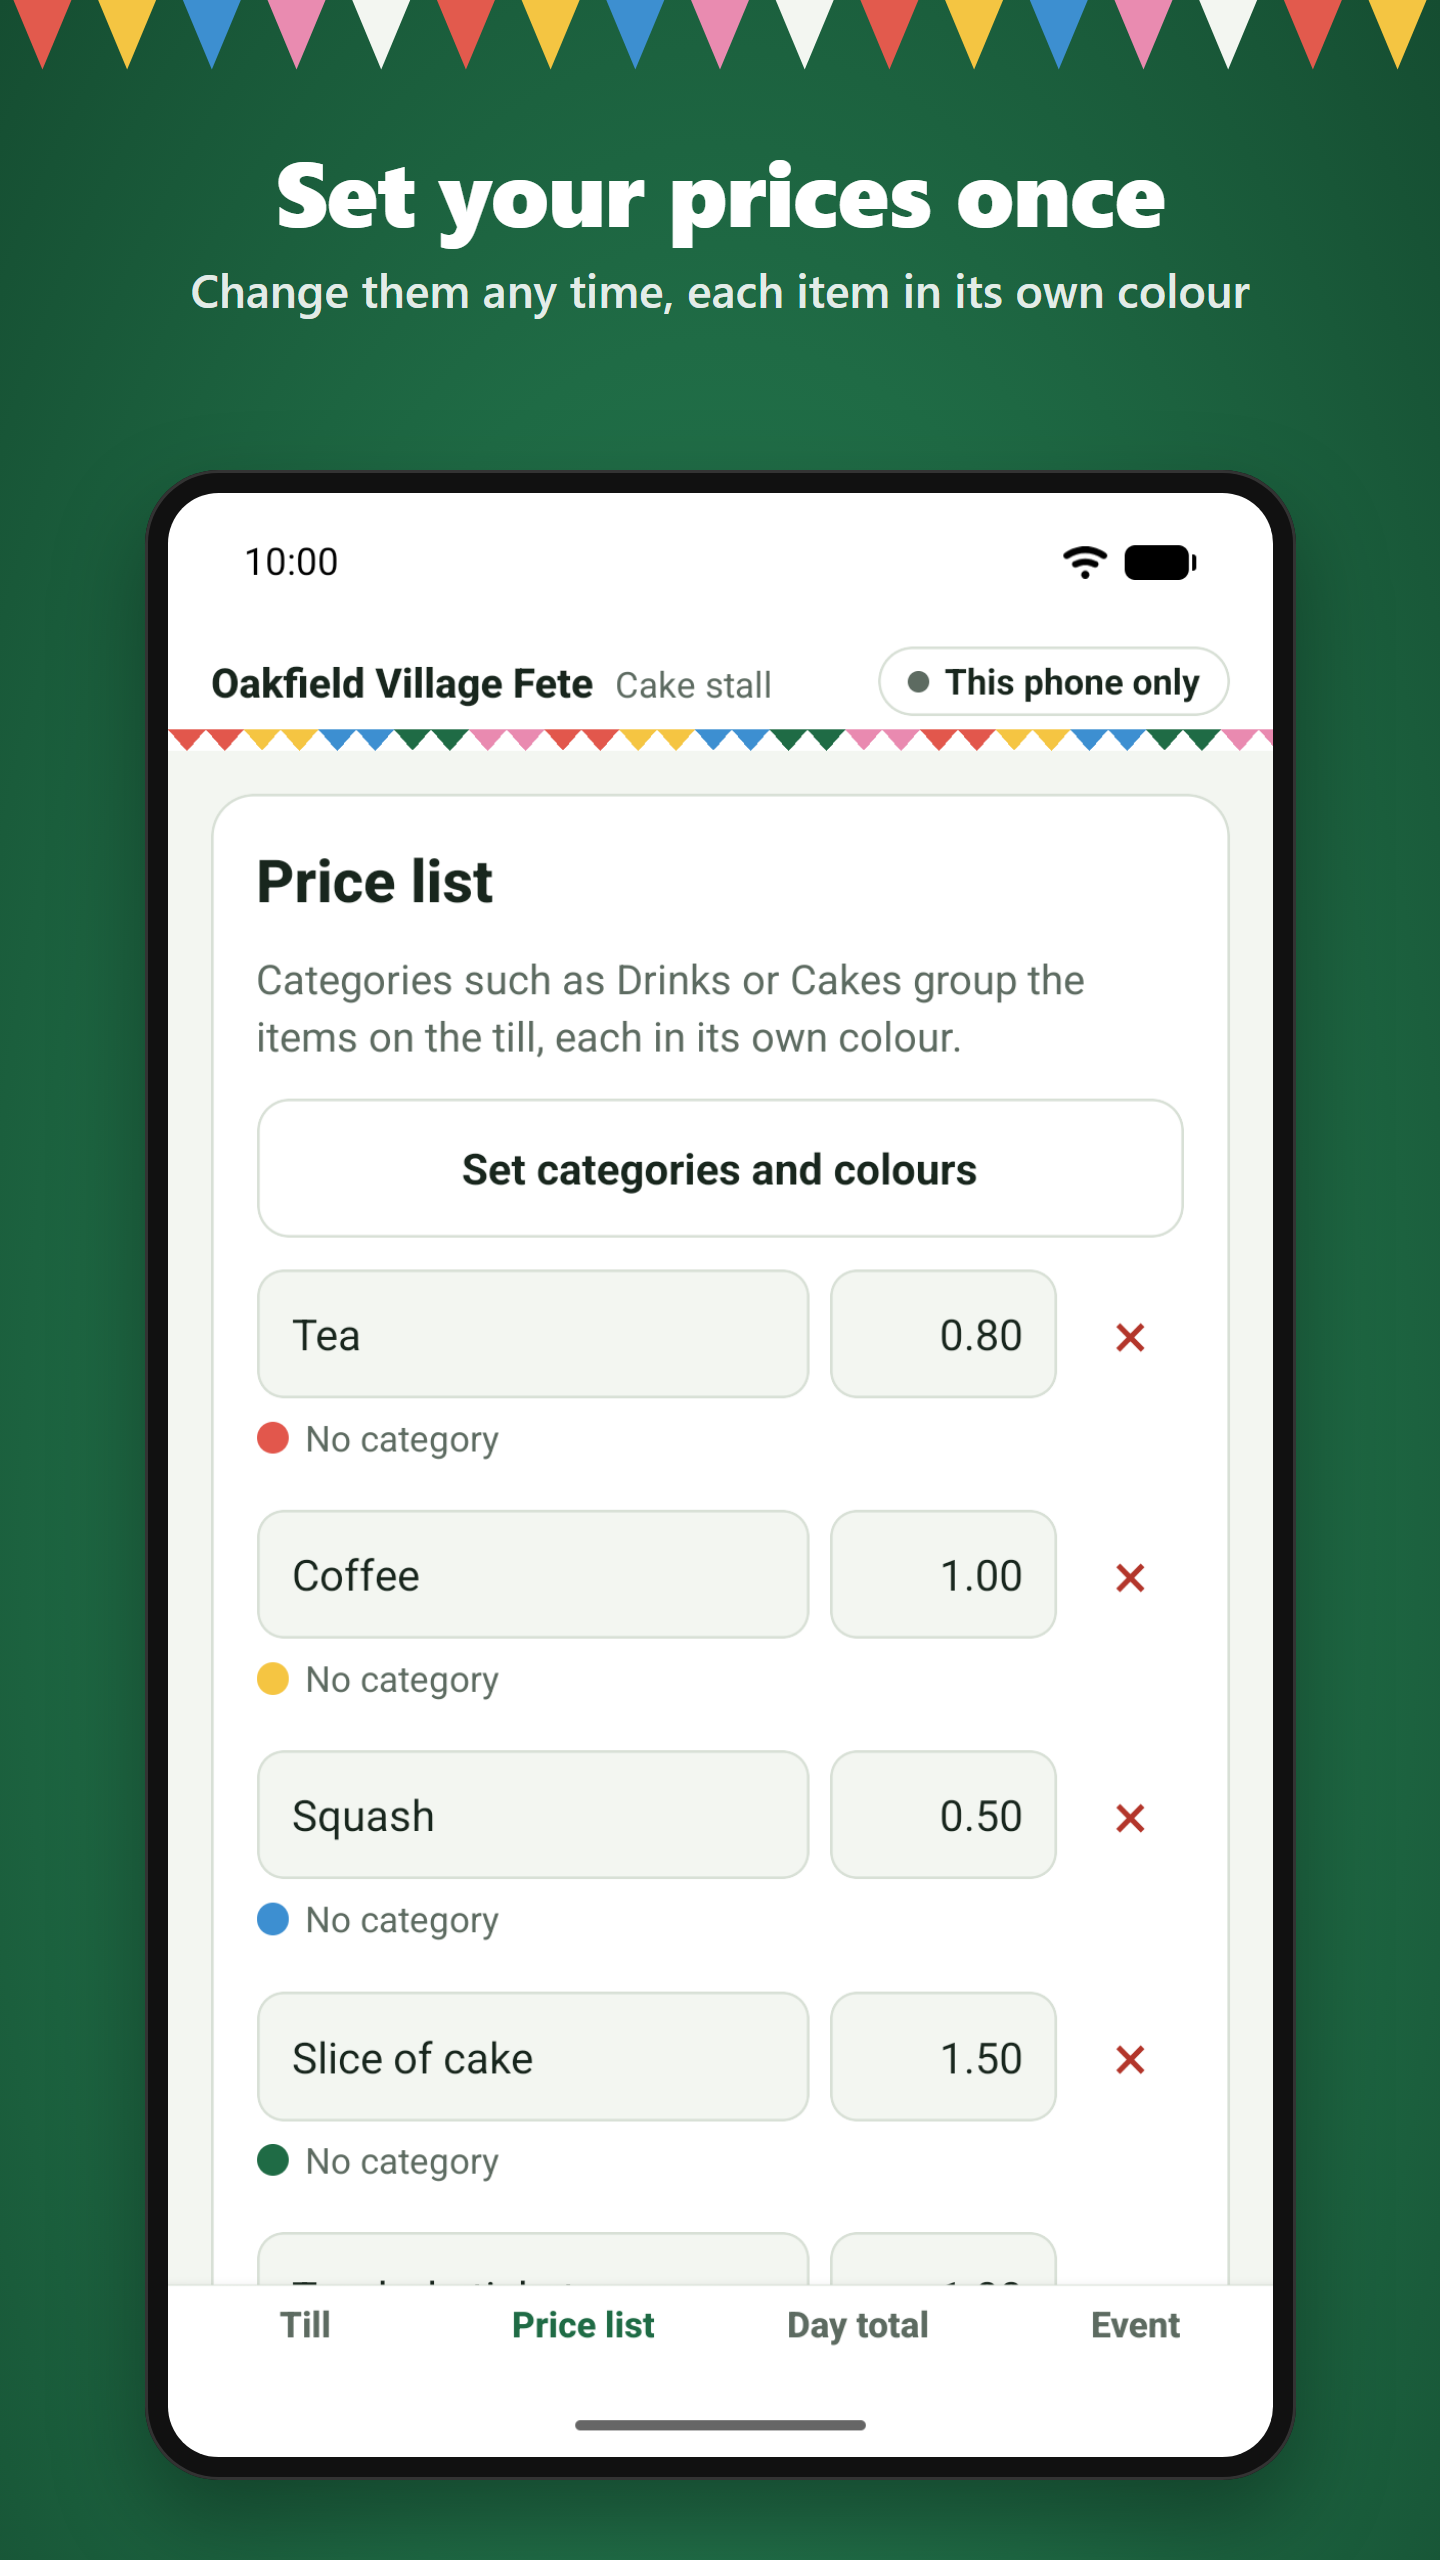 Set your prices once
Change them any time, each item in its own colour
10:00
Oakfield Village Fete Cake stall
This phone only
Price list
Categories such as Drinks or Cakes group the
items on the till, each in its own colour.
Set categories and colours
Tea 0.80 ×
No category
Coffee 1.00 ×
No category
Squash 0.50 ×
No category
Slice of cake 1.50 ×
No category
Till Price list Day total Event